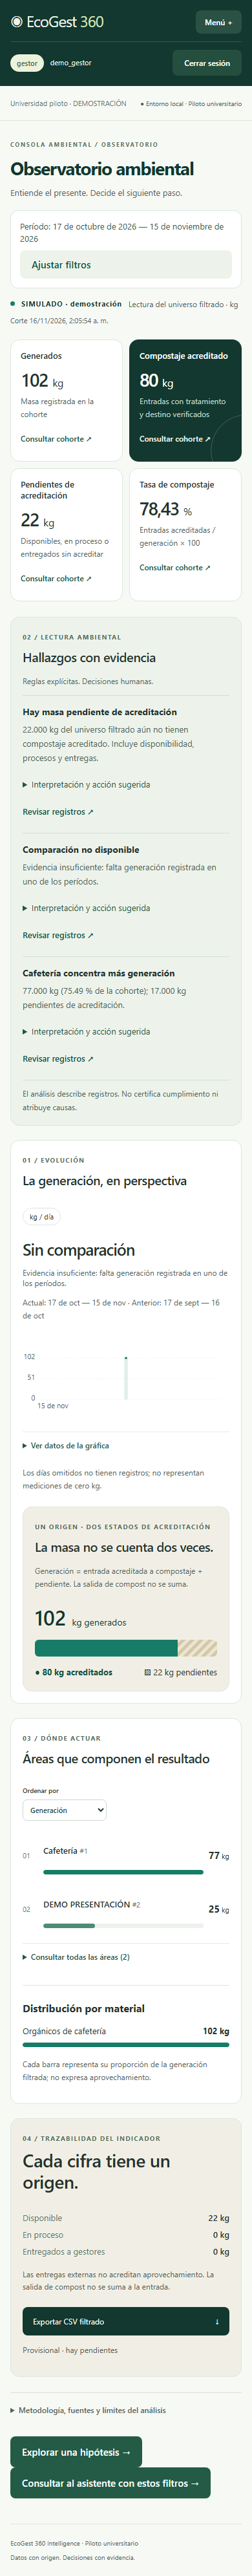 EcoGest 360
Menú +
gestor demo_gestor
Cerrar sesión
Universidad piloto · DEMOSTRACIÓN
● Entorno local · Piloto universitario
CONSOLA AMBIENTAL / OBSERVATORIO
Observatorio ambiental
Entiende el presente. Decide el siguiente paso.
Período: 17 de octubre de 2026 — 15 de noviembre de
2026
Ajustar filtros
SIMULADO · demostración Lectura del universo filtrado · kg
Corte 16/11/2026, 2:05:54 a. m.
Generados
102 kg
Masa registrada en la
cohorte
Consultar cohorte ↗
Compostaje acreditado
80 kg
Entradas con tratamiento
y destino verificados
Consultar cohorte ↗
Pendientes de
acreditación
22 kg
Disponibles, en proceso o
entregados sin acreditar
Consultar cohorte ↗
Tasa de compostaje
78,43 %
Entradas acreditadas /
generación × 100
Consultar cohorte ↗
02 / LECTURA AMBIENTAL
Hallazgos con evidencia
Reglas explícitas. Decisiones humanas.
Hay masa pendiente de acreditación
22.000 kg del universo filtrado aún no tienen
compostaje acreditado. Incluye disponibilidad,
procesos y entregas.
▶ Interpretación y acción sugerida
Revisar registros ↗
Comparación no disponible
Evidencia insuficiente: falta generación registrada en
uno de los períodos.
▶ Interpretación y acción sugerida
Revisar registros ↗
Cafetería concentra más generación
77.000 kg (75.49 % de la cohorte); 17.000 kg
pendientes de acreditación.
▶ Interpretación y acción sugerida
Revisar registros ↗
El análisis describe registros. No certifica cumplimiento ni
atribuye causas.
01 / EVOLUCIÓN
La generación, en perspectiva
kg / día
Sin comparación
Evidencia insuficiente: falta generación registrada en uno de
los períodos.
Actual: 17 de oct — 15 de nov · Anterior: 17 de sept — 16
de oct
102
51
0
15 de nov
▶ Ver datos de la gráfica
Los días omitidos no tienen registros; no representan
mediciones de cero kg.
UN ORIGEN · DOS ESTADOS DE ACREDITACIÓN
La masa no se cuenta dos veces.
Generación = entrada acreditada a compostaje +
pendiente. La salida de compost no se suma.
102 kg generados
● 80 kg acreditados
▨ 22 kg pendientes
03 / DÓNDE ACTUAR
Áreas que componen el resultado
Ordenar por
Generación
01 Cafetería #1 77 kg
02 DEMO PRESENTACIÓN #2 25 kg
▶ Consultar todas las áreas (2)
Distribución por material
Orgánicos de cafetería 102 kg
Cada barra representa su proporción de la generación
filtrada; no expresa aprovechamiento.
04 / TRAZABILIDAD DEL INDICADOR
Cada cifra tiene un
origen.
Disponible 22 kg
En proceso 0 kg
Entregados a gestores 0 kg
Las entregas externas no acreditan aprovechamiento. La
salida de compost no se suma a la entrada.
Exportar CSV filtrado ↓
Provisional · hay pendientes
▶ Metodología, fuentes y límites del análisis
Explorar una hipótesis →
Consultar al asistente con estos filtros →
EcoGest 360 Intelligence · Piloto universitario
Datos con origen. Decisiones con evidencia.